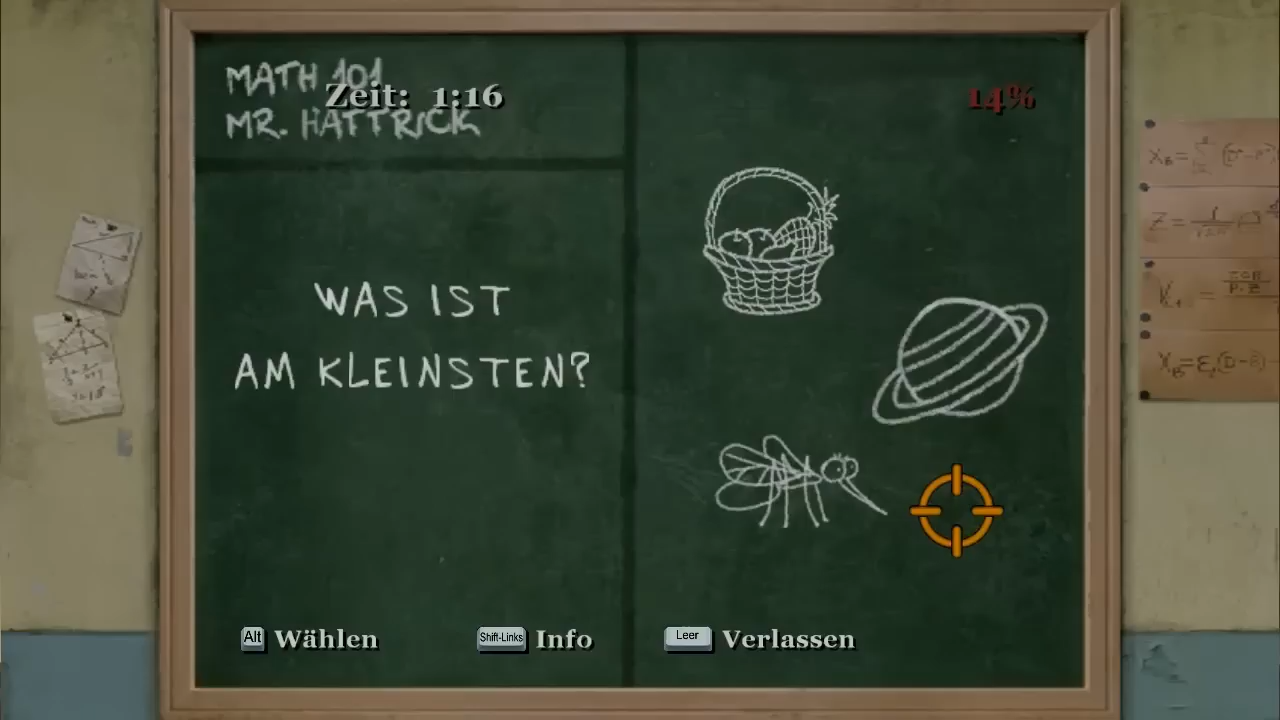 MATH 101
Zeit: 1:16
14%
MR. HATTRICK
WAS IST
AM KLEINSTEN?
Alt Wählen
Shift-Links Info
Leer Verlassen